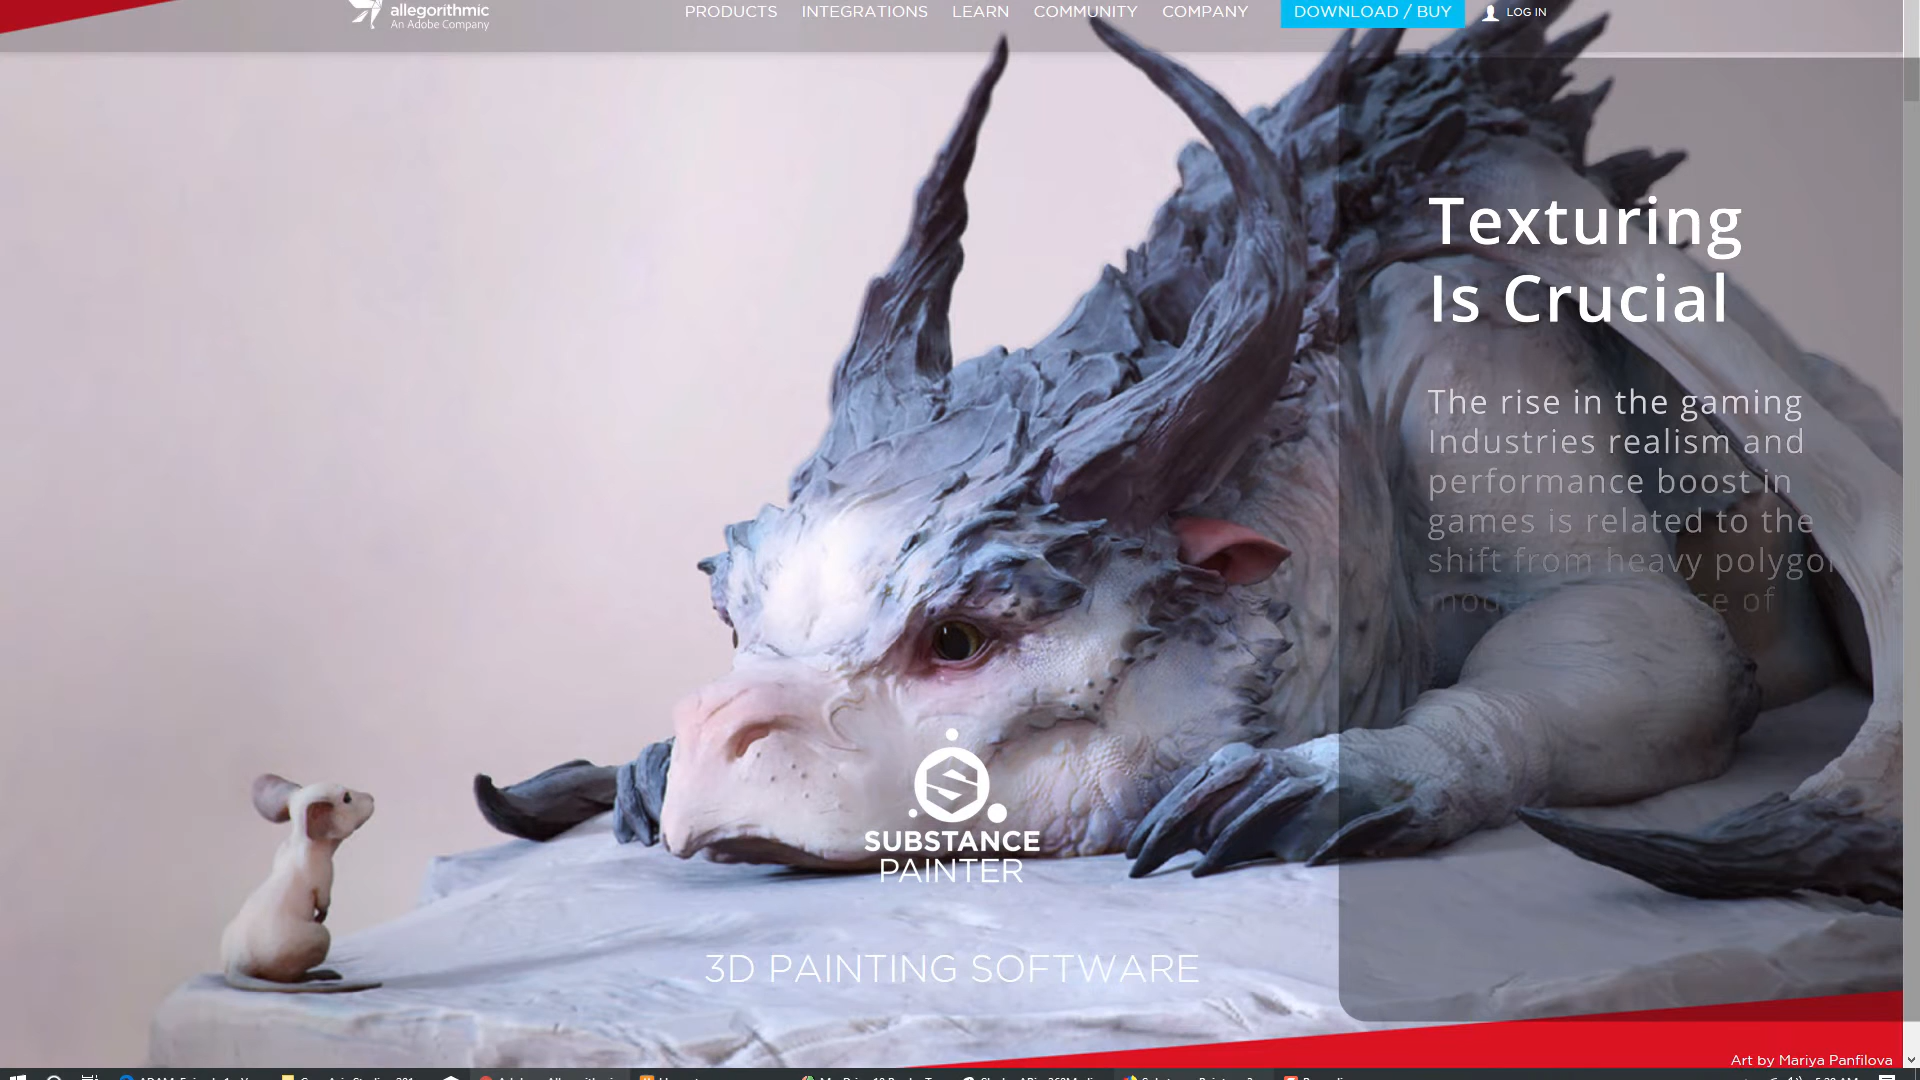 allegorithmic
An Adobe Company
PRODUCTS INTEGRATIONS LEARN COMMUNITY COMPANY DOWNLOAD / BUY LOG IN
Texturing
Is Crucial
The rise in the gaming
Industries realism and
performance boost in
games is related to the
shift from heavy polygon
of
SUBSTANCE
PAINTER
3D PAINTING SOFTWARE
Art by Mariya Panfilova